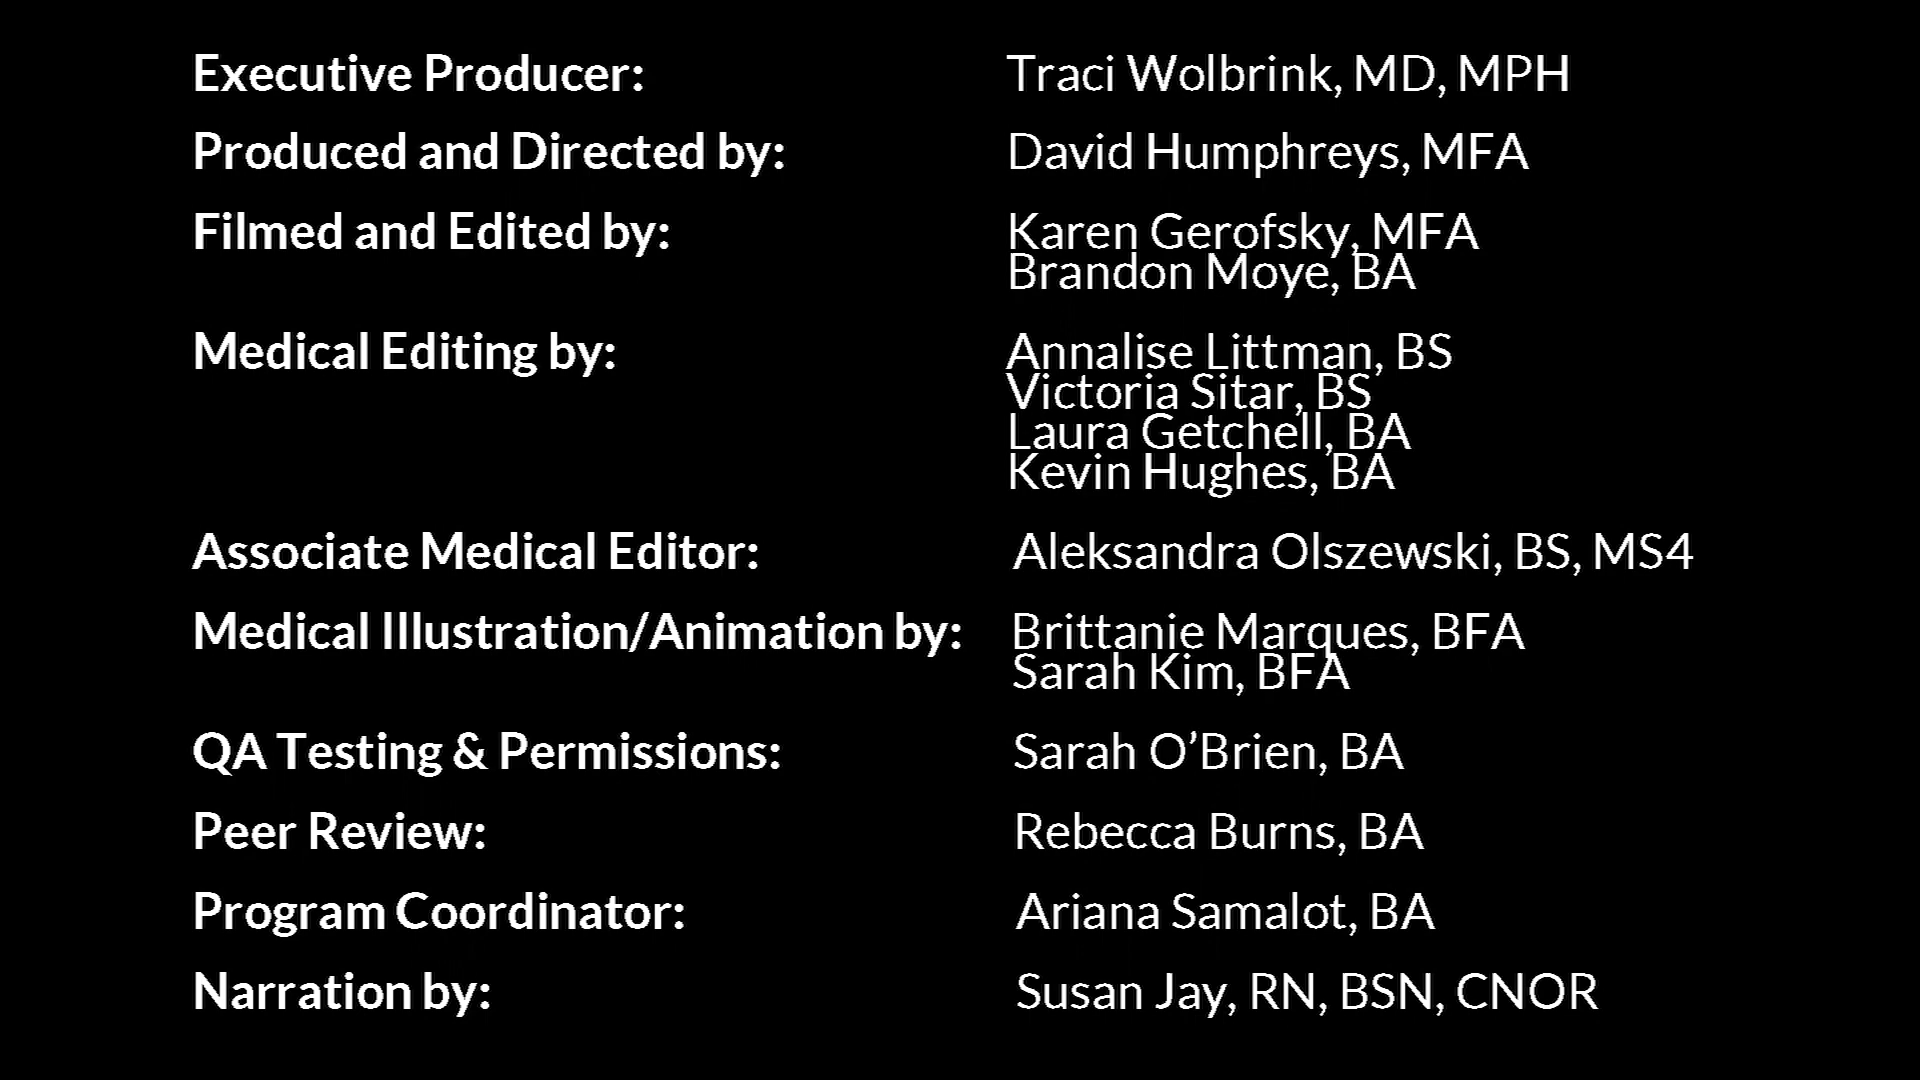 Executive Producer: Traci Wolbrink, MD, MPH
Produced and Directed by: David Humphreys, MFA
Filmed and Edited by: Karen Gerofsky, MFA
Brandon Moye, BA
Medical Editing by: Annalise Littman, BS
Victoria Sitar, BS
Laura Getchell, BA
Kevin Hughes, BA
Associate Medical Editor: Aleksandra Olszewski, BS, MS4
Medical Illustration/Animation by: Brittanie Marques, BFA
Sarah Kim, BFA
QA Testing & Permissions: Sarah O’Brien, BA
Peer Review: Rebecca Burns, BA
Program Coordinator: Ariana Samalot, BA
Narration by: Susan Jay, RN, BSN, CNOR